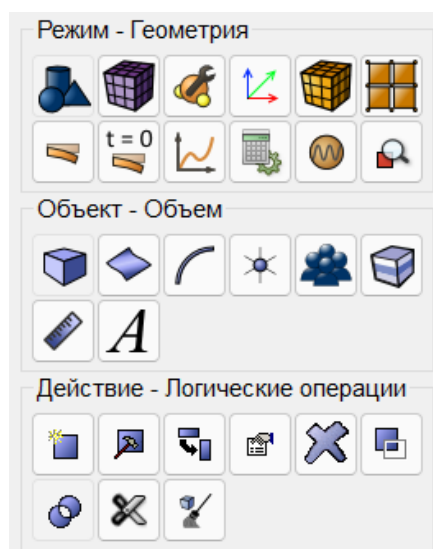 Режим - Геометрия
t = 0
Объект - Объем
A
Действие - Логические операции